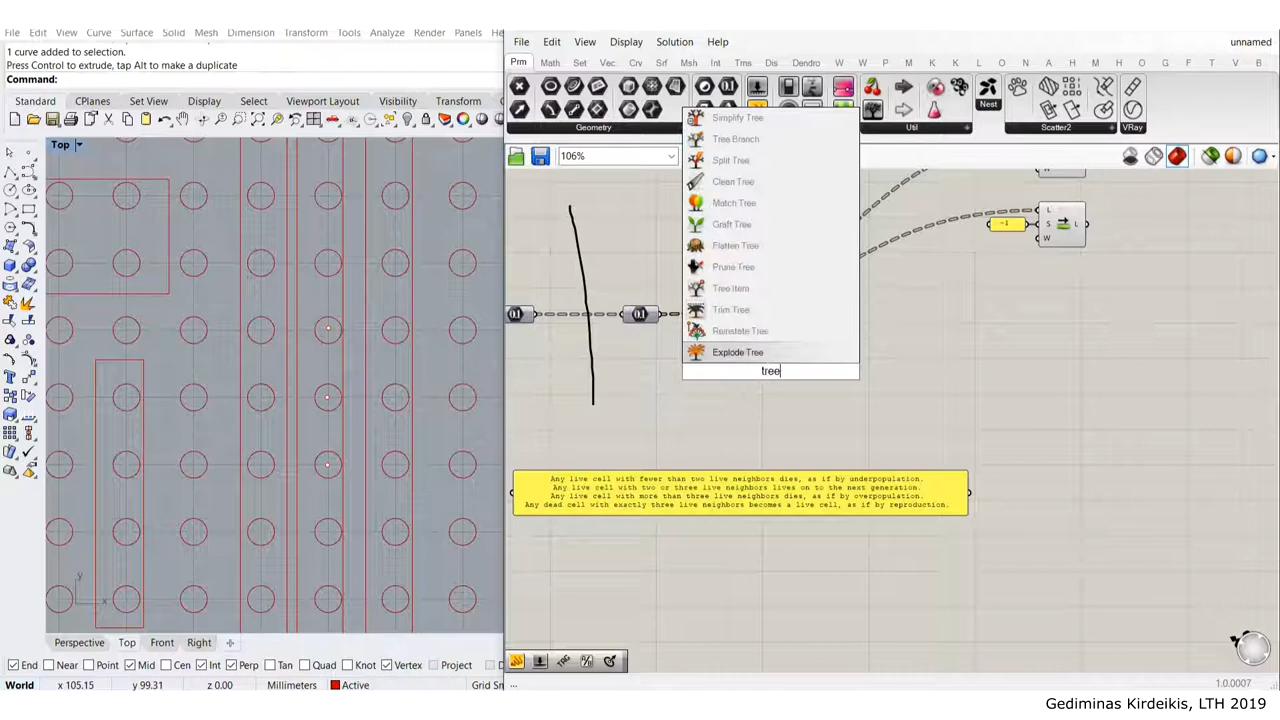 File Edit View Curve Surface Solid Mesh Dimension Transform Tools Analyze Render Panels He
1 curve added to selection.
Press Control to extrude, tap Alt to make a duplicate
Command:
Standard CPlanes Set View Display Select Viewport Layout Visibility Transform
Top
y
x
Perspective Top Front Right
End Near Point Mid Cen Int Perp Tan Quad Knot Vertex Project
World x 105.15 y 99.31 z 0.00 Millimeters Active Grid Sn
File Edit View Display Solution Help unnamed
Prm Math Set Vec Crv Srf Msh Int Trns Dis Dendro W W P K K L O N A H F C G T D V B
Nest
Geometry Util Scatter2 VRay
106%
Simplify Tree
Tree Branch
Split Tree
Clean Tree
Match Tree
Graft Tree
Flatten Tree
Prune Tree
Tree Item
Trim Tree
Reinstate Tree
Explode Tree
tree
W
L
-1 S L
W
Any live cell with fewer than two live neighbors dies, as if by underpopulation.
Any live cell with two or three live neighbors lives on to the next generation.
Any live cell with more than three live neighbors dies, as if by overpopulation.
Any dead cell with exactly three live neighbors becomes a live cell, as if by reproduction.
...
1.0.0007
Gediminas Kirdeikis, LTH 2019